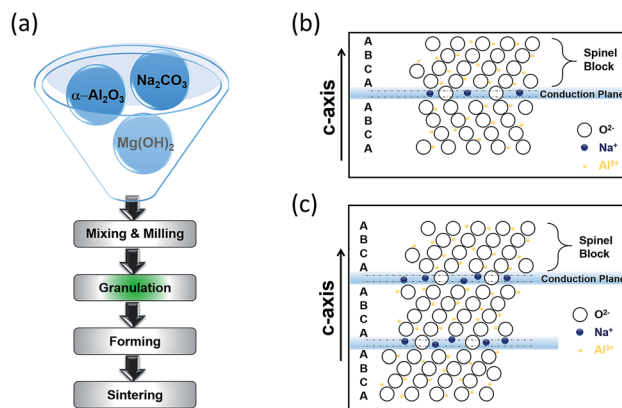 (a)
Na₂CO₃
α–Al₂O₃
Mg(OH)₂
Mixing & Milling
Granulation
Forming
Sintering
(b)
c-axis
A
B
C
A
A
B
C
A
Spinel
Block
Conduction Plane
O²⁻
Na⁺
Al³⁺
(c)
c-axis
A
B
C
A
A
B
C
A
A
B
C
A
Spinel
Block
Conduction Plane
O²⁻
Na⁺
Al³⁺